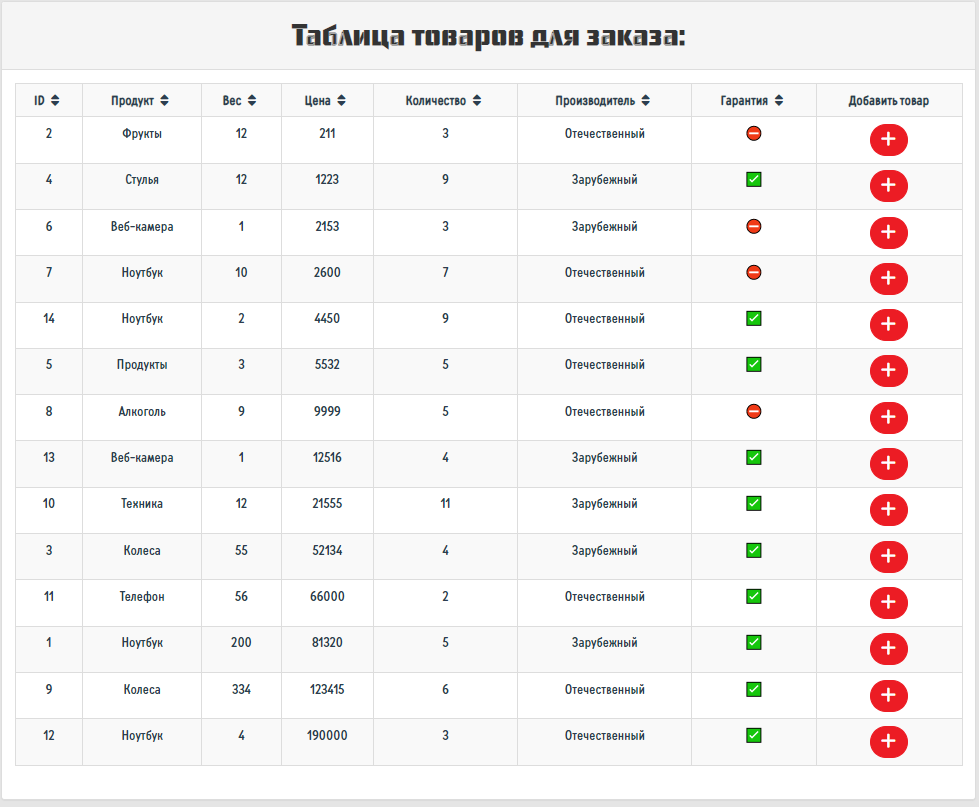 Таблица товаров для заказа:
ID Продукт Вес Цена Количество Производитель Гарантия Добавить товар
2 Фрукты 12 211 3 Отечественный
4 Стулья 12 1223 9 Зарубежный
6 Веб-камера 1 2153 3 Зарубежный
7 Ноутбук 10 2600 7 Отечественный
14 Ноутбук 2 4450 9 Отечественный
5 Продукты 3 5532 5 Отечественный
8 Алкоголь 9 9999 5 Отечественный
13 Веб-камера 1 12516 4 Зарубежный
10 Техника 12 21555 11 Зарубежный
3 Колеса 55 52134 4 Зарубежный
11 Телефон 56 66000 2 Отечественный
1 Ноутбук 200 81320 5 Зарубежный
9 Колеса 334 123415 6 Отечественный
12 Ноутбук 4 190000 3 Отечественный